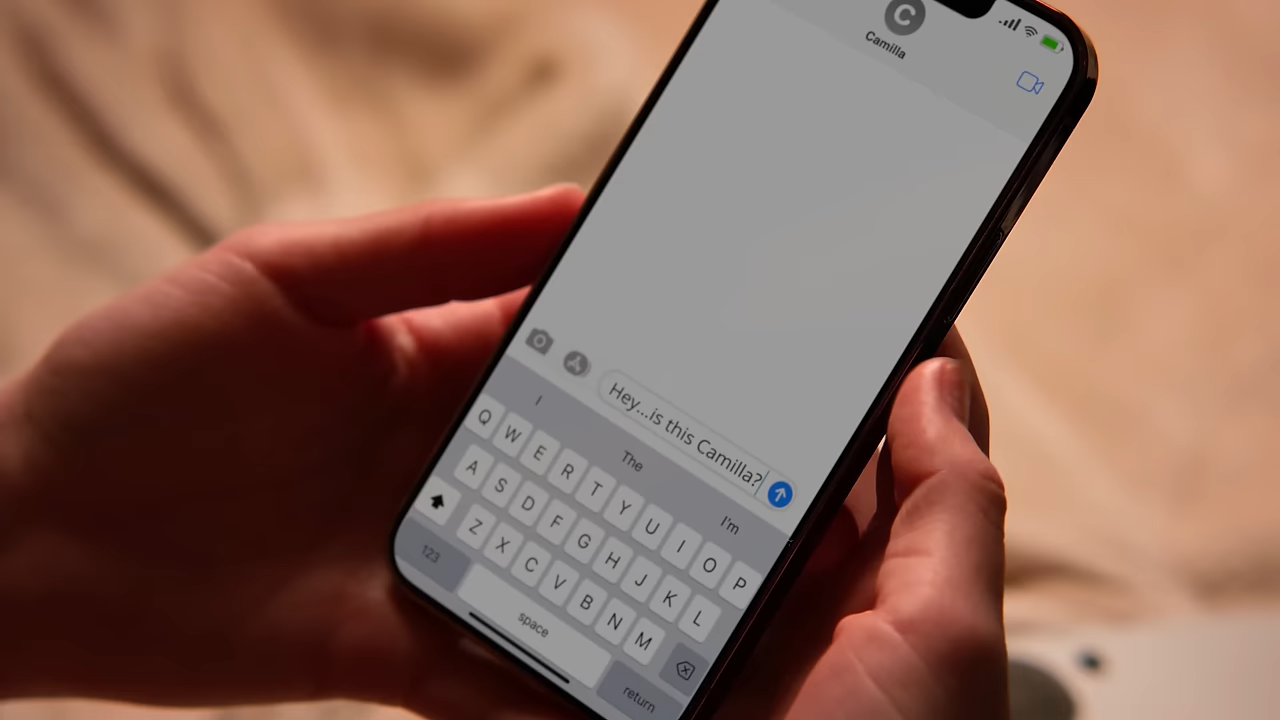 C
Camilla
Hey...is this Camilla?
I
The
I'm
Q W E R T Y U I O P
A S D F G H J K L
Z X C V B N M
123
space
return